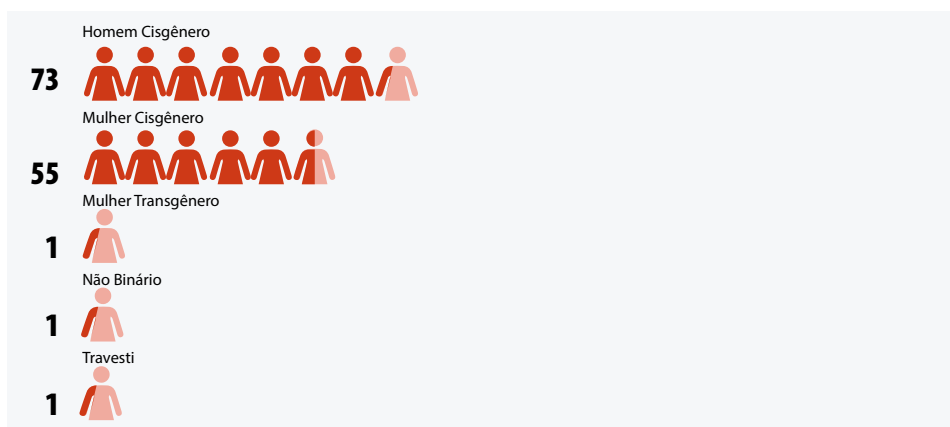 Homem Cisgênero
73
Mulher Cisgênero
55
Mulher Transgênero
1
Não Binário
1
Travesti
1